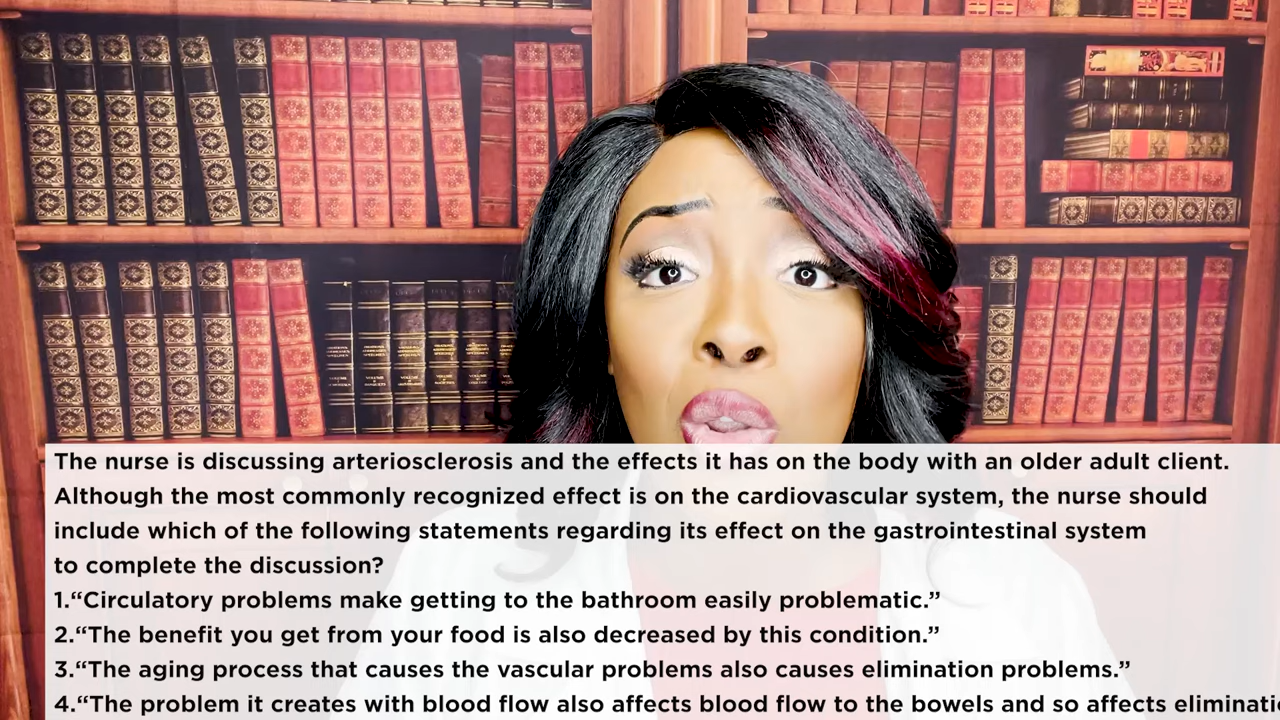 The nurse is discussing arteriosclerosis and the effects it has on the body with an older adult client.
Although the most commonly recognized effect is on the cardiovascular system, the nurse should
include which of the following statements regarding its effect on the gastrointestinal system
to complete the discussion?
1.“Circulatory problems make getting to the bathroom easily problematic.”
2.“The benefit you get from your food is also decreased by this condition.”
3.“The aging process that causes the vascular problems also causes elimination problems.”
4.“The problem it creates with blood flow also affects blood flow to the bowels and so affects